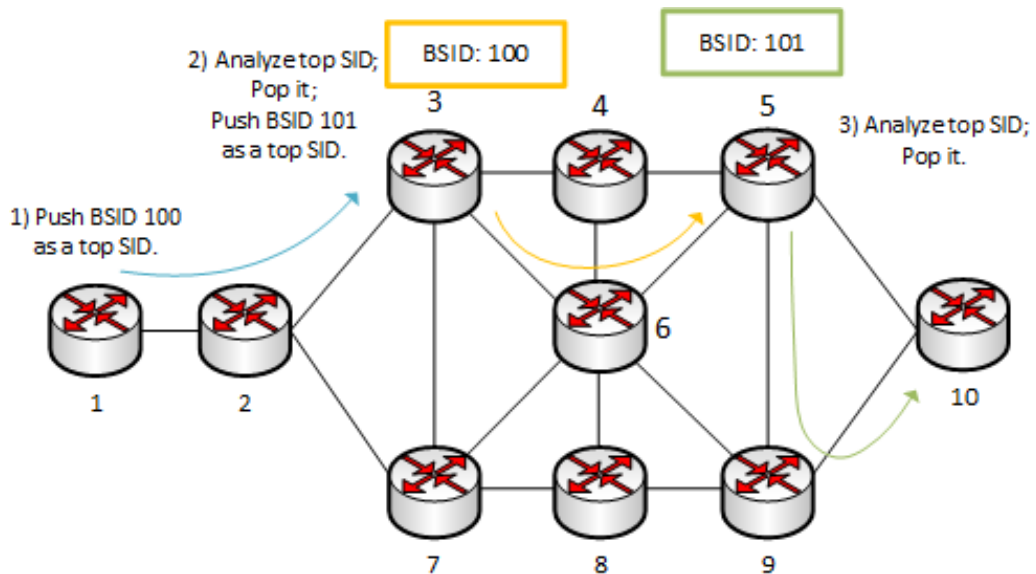 2) Analyze top SID;
Pop it;
Push BSID 101
as a top SID.
BSID: 100
BSID: 101
3
4
5
3) Analyze top SID;
Pop it.
1) Push BSID 100
as a top SID.
6
1
2
10
7
8
9